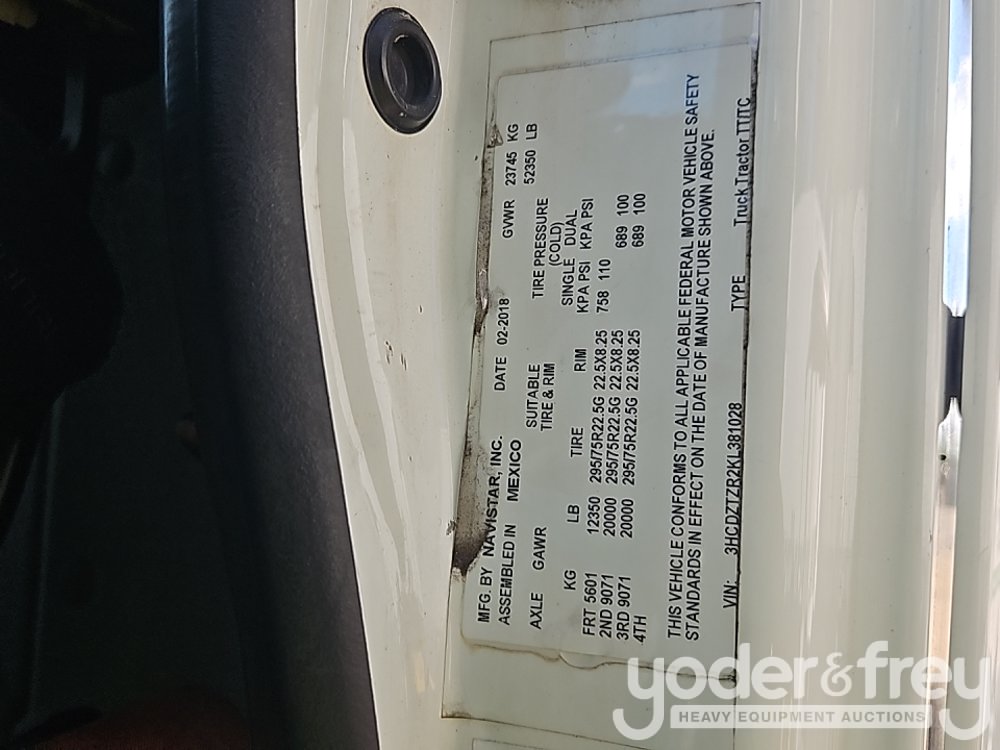 MFG. BY NAVISTAR, INC.
ASSEMBLED IN MEXICO DATE 02-2018 GVWR 23745 KG
52350 LB
AXLE GAWR SUITABLE TIRE PRESSURE
TIRE & RIM (COLD)
SINGLE DUAL
KG LB TIRE RIM KPA PSI KPA PSI
FRT 5601 12350 295/75R22.5G 22.5X8.25 758 110
2ND 9071 20000 295/75R22.5G 22.5X8.25 689 100
3RD 9071 20000 295/75R22.5G 22.5X8.25 689 100
4TH
THIS VEHICLE CONFORMS TO ALL APPLICABLE FEDERAL MOTOR VEHICLE SAFETY
STANDARDS IN EFFECT ON THE DATE OF MANUFACTURE SHOWN ABOVE.
VIN: 3HCDZTZR2KL381028 TYPE Truck Tractor TT/TC
yoder&frey
HEAVY EQUIPMENT AUCTIONS